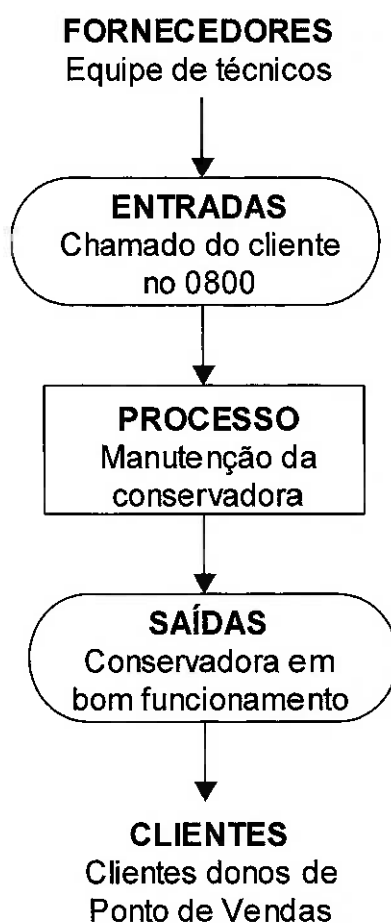 FORNECEDORES
Equipe de técnicos
ENTRADAS
Chamado do cliente
no 0800
PROCESSO
Manutenção da
conservadora
SAÍDAS
Conservadora em
bom funcionamento
CLIENTES
Clientes donos de
Ponto de Vendas